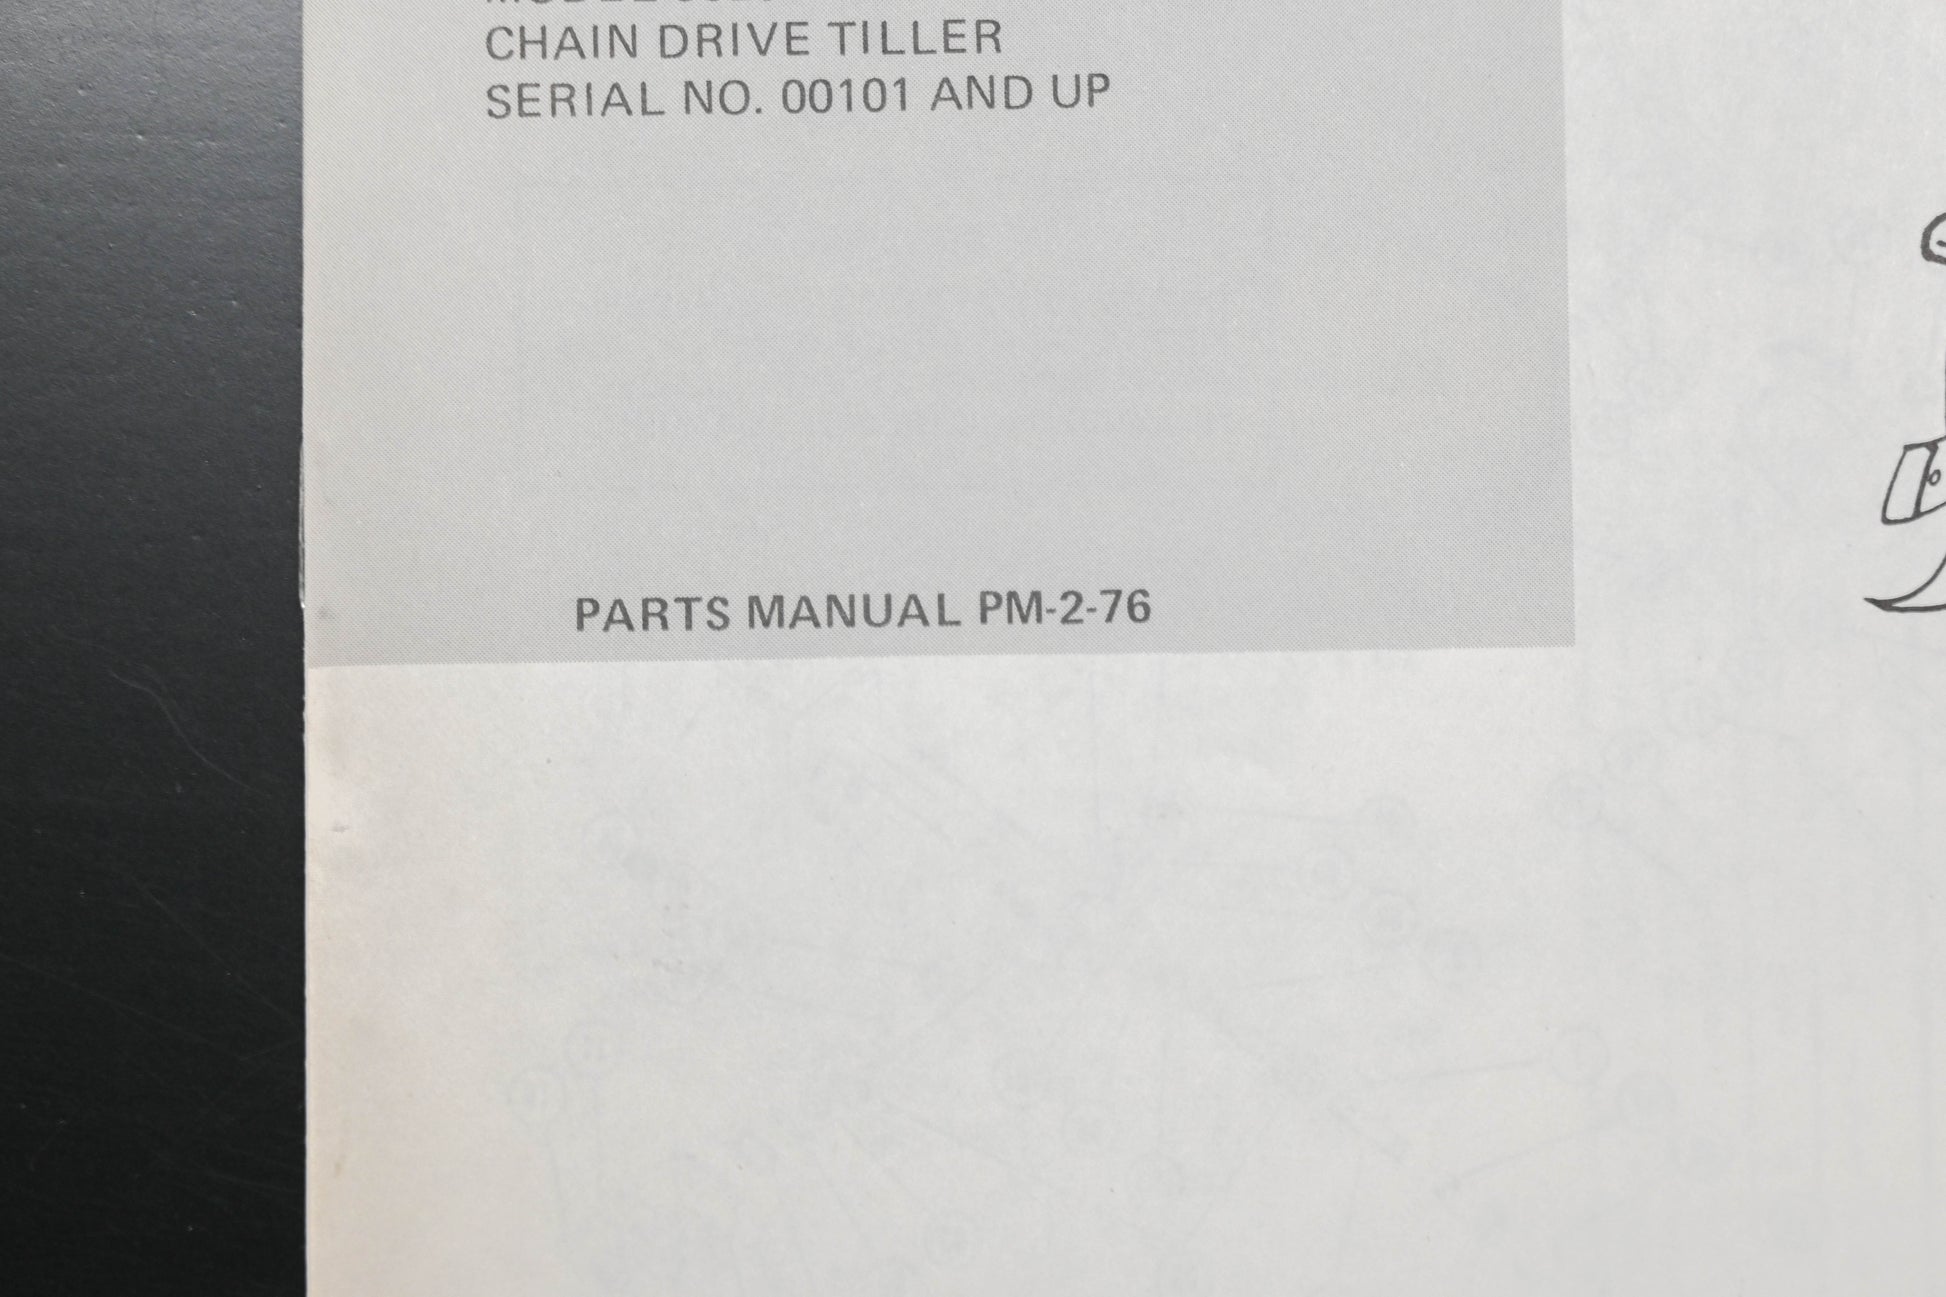 CHAIN DRIVE TILLER
SERIAL NO. 00101 AND UP
PARTS MANUAL PM-2-76